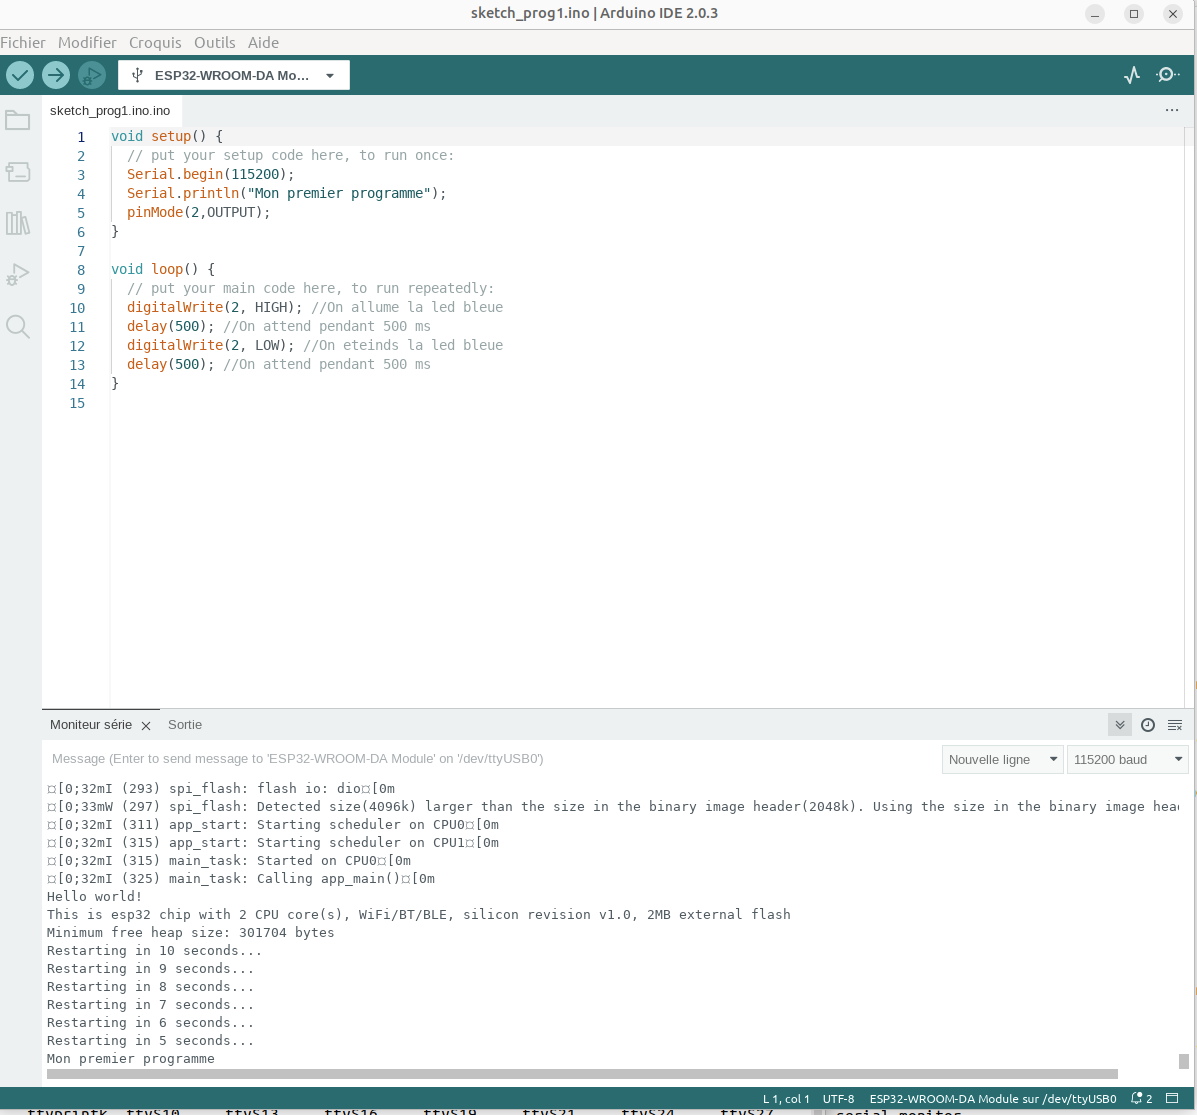 sketch_prog1.ino | Arduino IDE 2.0.3
Fichier Modifier Croquis Outils Aide
ESP32-WROOM-DA Mo...
sketch_prog1.ino.ino
1 void setup() {
2 // put your setup code here, to run once:
3 Serial.begin(115200);
4 Serial.println("Mon premier programme");
5 pinMode(2,OUTPUT);
6 }
7
8 void loop() {
9 // put your main code here, to run repeatedly:
10 digitalWrite(2, HIGH); //On allume la led bleue
11 delay(500); //On attend pendant 500 ms
12 digitalWrite(2, LOW); //On eteinds la led bleue
13 delay(500); //On attend pendant 500 ms
14 }
15
Moniteur série Sortie
Message (Enter to send message to 'ESP32-WROOM-DA Module' on '/dev/ttyUSB0') Nouvelle ligne 115200 baud
¤[0;32mI (293) spi_flash: flash io: dio¤[0m
¤[0;33mW (297) spi_flash: Detected size(4096k) larger than the size in the binary image header(2048k). Using the size in the binary image
¤[0;32mI (311) app_start: Starting scheduler on CPU0¤[0m
¤[0;32mI (315) app_start: Starting scheduler on CPU1¤[0m
¤[0;32mI (315) main_task: Started on CPU0¤[0m
¤[0;32mI (325) main_task: Calling app_main()¤[0m
Hello world!
This is esp32 chip with 2 CPU core(s), WiFi/BT/BLE, silicon revision v1.0, 2MB external flash
Minimum free heap size: 301704 bytes
Restarting in 10 seconds...
Restarting in 9 seconds...
Restarting in 8 seconds...
Restarting in 7 seconds...
Restarting in 6 seconds...
Restarting in 5 seconds...
Mon premier programme
L 1, col 1 UTF-8 ESP32-WROOM-DA Module sur /dev/ttyUSB0 2
ttyprintk ttyS10 ttyS13 ttyS16 ttyS19 ttyS21 ttyS24 ttyS27 serial monitor